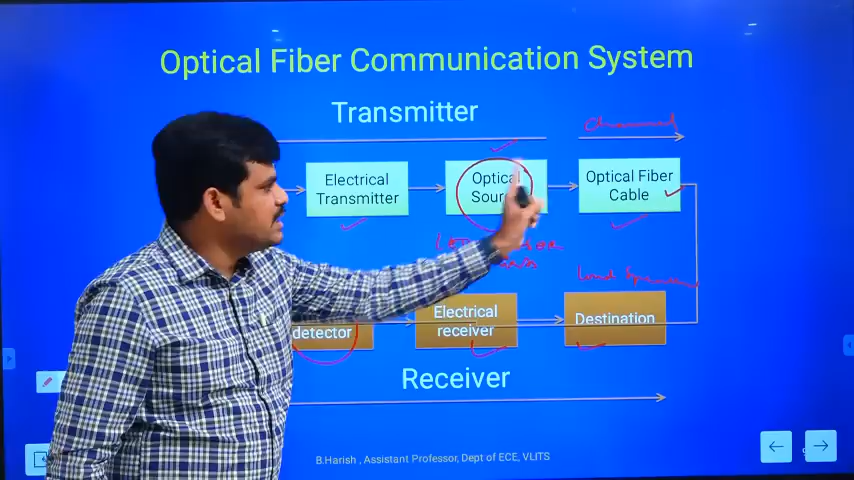 Optical Fiber Communication System
Transmitter
Channel
Electrical
Transmitter
Optical
Optical Fiber
Cable
detector
Electrical
receiver
Destination
Receiver
B.Harish , Assistant Professor, Dept of ECE, VLITS